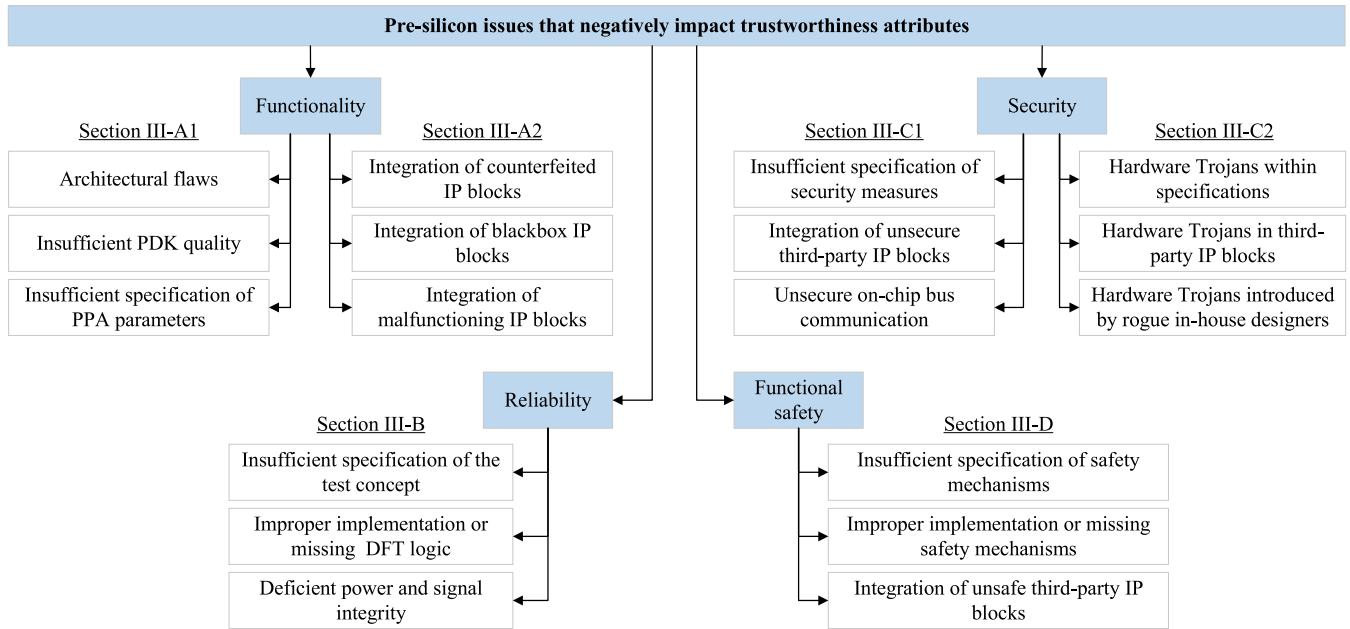 Pre-silicon issues that negatively impact trustworthiness attributes
Functionality
Section III-A1
Architectural flaws
Insufficient PDK quality
Insufficient specification of
PPA parameters
Section III-A2
Integration of counterfeited
IP blocks
Integration of blackbox IP
blocks
Integration of
malfunctioning IP blocks
Security
Section III-C1
Insufficient specification of
security measures
Integration of unsecure
third-party IP blocks
Unsecure on-chip bus
communication
Section III-C2
Hardware Trojans within
specifications
Hardware Trojans in third-
party IP blocks
Hardware Trojans introduced
by rogue in-house designers
Reliability
Section III-B
Insufficient specification of the
test concept
Improper implementation or
missing  DFT logic
Deficient power and signal
integrity
Functional
safety
Section III-D
Insufficient specification of safety
mechanisms
Improper implementation or missing
safety mechanisms
Integration of unsafe third-party IP
blocks